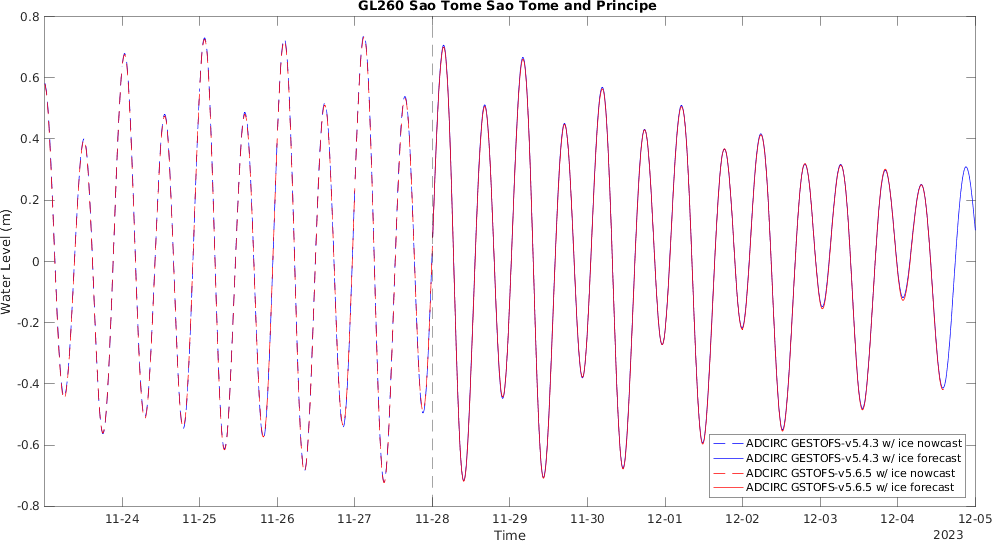 GL260 Sao Tome Sao Tome and Principe
Water Level (m)
0.8
0.6
0.4
0.2
0
-0.2
-0.4
-0.6
-0.8
ADCIRC GESTOFS-v5.4.3 w/ ice nowcast
ADCIRC GESTOFS-v5.4.3 w/ ice forecast
ADCIRC GSTOFS-v5.6.5 w/ ice nowcast
ADCIRC GSTOFS-v5.6.5 w/ ice forecast
11-24 11-25 11-26 11-27 11-28 11-29 11-30 12-01 12-02 12-03 12-04 12-05
Time
2023